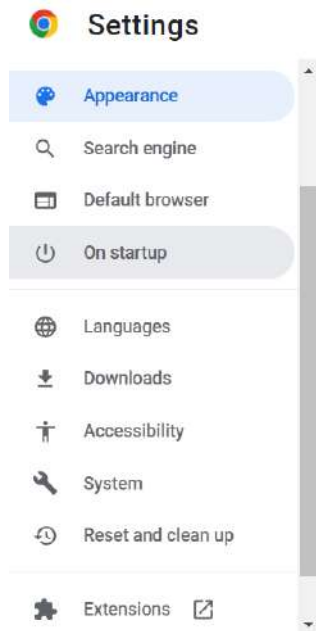 Settings
Appearance
Search engine
Default browser
On startup
Languages
Downloads
Accessibility
System
Reset and clean up
Extensions